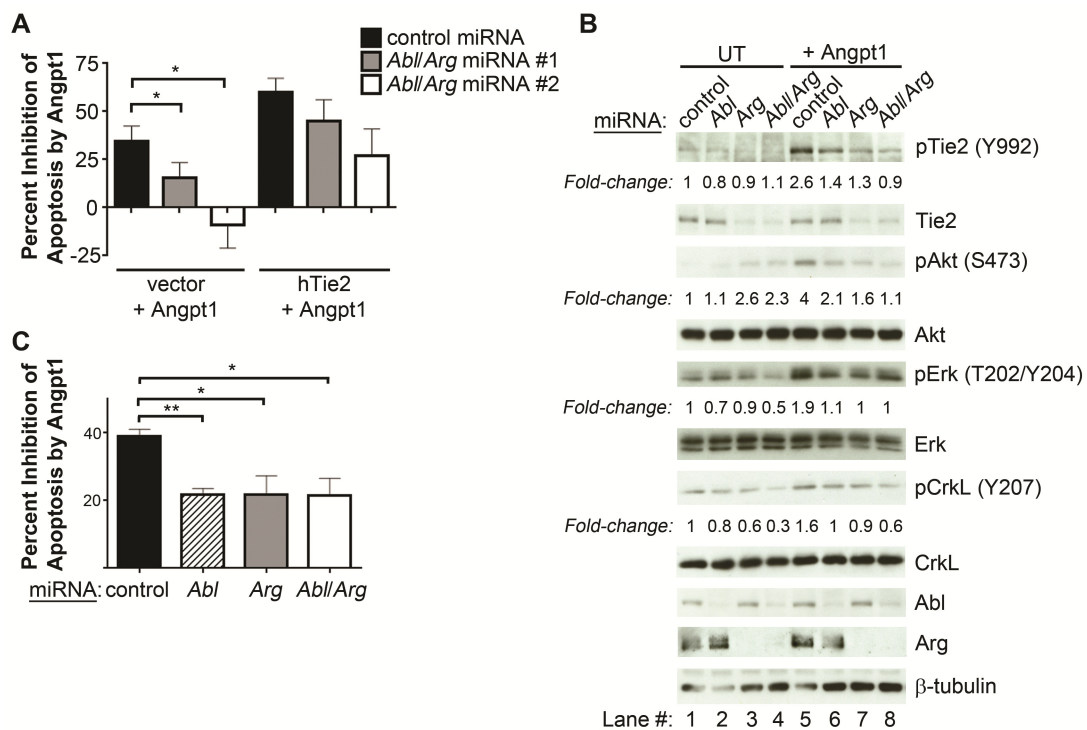 A
Percent Inhibition of
Apoptosis by Angpt1
75
50
25
0
-25
* 
*
control miRNA
Abl/Arg miRNA #1
Abl/Arg miRNA #2
vector
+ Angpt1
hTie2
+ Angpt1
B
UT
+ Angpt1
miRNA: control Abl Arg Abl/Arg control Abl Arg Abl/Arg
pTie2 (Y992)
Fold-change: 1 0.8 0.9 1.1 2.6 1.4 1.3 0.9
Tie2
pAkt (S473)
Fold-change: 1 1.1 2.6 2.3 4 2.1 1.6 1.1
Akt
pErk (T202/Y204)
Fold-change: 1 0.7 0.9 0.5 1.9 1.1 1 1
Erk
pCrkL (Y207)
Fold-change: 1 0.8 0.6 0.3 1.6 1 0.9 0.6
CrkL
Abl
Arg
β-tubulin
Lane #: 1 2 3 4 5 6 7 8
C
Percent Inhibition of
Apoptosis by Angpt1
40
20
*
*
**
miRNA: control Abl Arg Abl/Arg